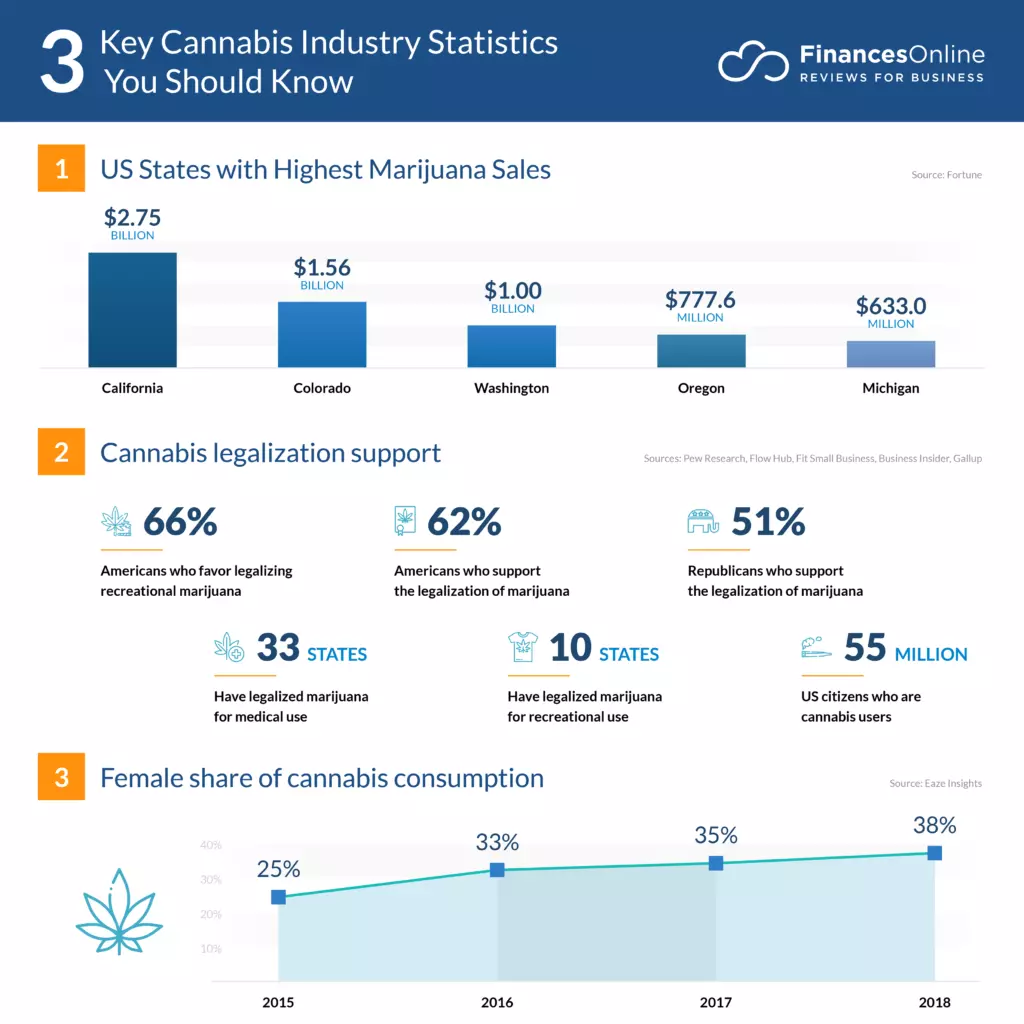 3
Key Cannabis Industry Statistics
You Should Know
FinancesOnline
REVIEWS FOR BUSINESS
1
US States with Highest Marijuana Sales
Source: Fortune
$2.75
BILLION
$1.56
BILLION
$1.00
BILLION
$777.6
MILLION
$633.0
MILLION
California
Colorado
Washington
Oregon
Michigan
2
Cannabis legalization support
Sources: Pew Research, Flow Hub, Fit Small Business, Business Insider, Gallup
66%
Americans who favor legalizing
recreational marijuana
62%
Americans who support
the legalization of marijuana
51%
Republicans who support
the legalization of marijuana
33 STATES
Have legalized marijuana
for medical use
10 STATES
Have legalized marijuana
for recreational use
55 MILLION
US citizens who are
cannabis users
3
Female share of cannabis consumption
Source: Eaze Insights
40%
30%
20%
10%
25%
33%
35%
38%
2015
2016
2017
2018